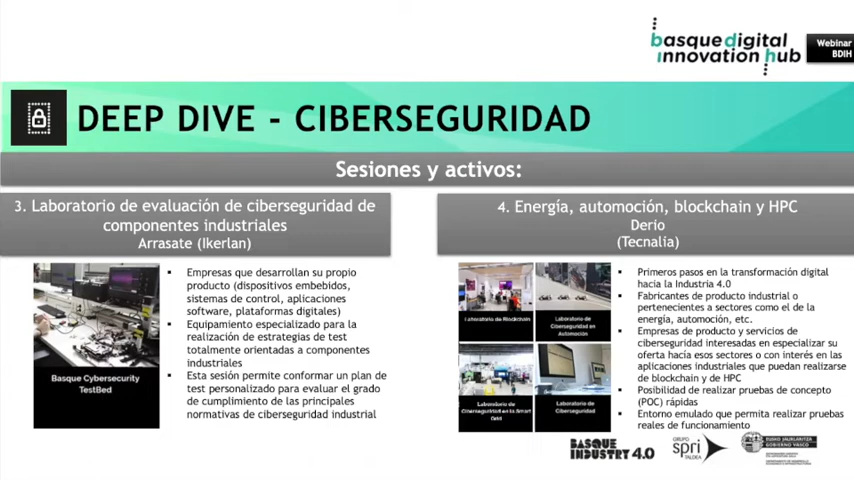 basque digital
innovation hub
Webinar
BDIH
DEEP DIVE - CIBERSEGURIDAD
Sesiones y activos:
3. Laboratorio de evaluación de ciberseguridad de
componentes industriales
Arrasate (Ikerlan)
Basque Cybersecurity
TestBed
▪ Empresas que desarrollan su propio
producto (dispositivos embebidos,
sistemas de control, aplicaciones
software, plataformas digitales)
▪ Equipamiento especializado para la
realización de estrategias de test
totalmente orientadas a componentes
industriales
▪ Esta sesión permite conformar un plan de
test personalizado para evaluar el grado
de cumplimiento de las principales
normativas de ciberseguridad industrial
4. Energía, automoción, blockchain y HPC
Derio
(Tecnalia)
Laboratorio de Blockchain
Laboratorio de
Ciberseguridad en
Automoción
Laboratorio de
Ciberseguridad en la Smart
Grid
Laboratorio de
Ciberseguridad
▪ Primeros pasos en la transformación digital
hacia la Industria 4.0
▪ Fabricantes de producto industrial o
pertenecientes a sectores como el de la
energía, automoción, etc.
▪ Empresas de producto y servicios de
ciberseguridad interesadas en especializar su
oferta hacía esos sectores o con interés en las
aplicaciones industriales que puedan realizarse
de blockchain y de HPC
▪ Posibilidad de realizar pruebas de concepto
(POC) rápidas
▪ Entorno emulado que permita realizar pruebas
reales de funcionamiento
BASQUE
INDUSTRY 4.0
GRUPO
spri
TALDEA
EUSKO JAURLARITZA
GOBIERNO VASCO